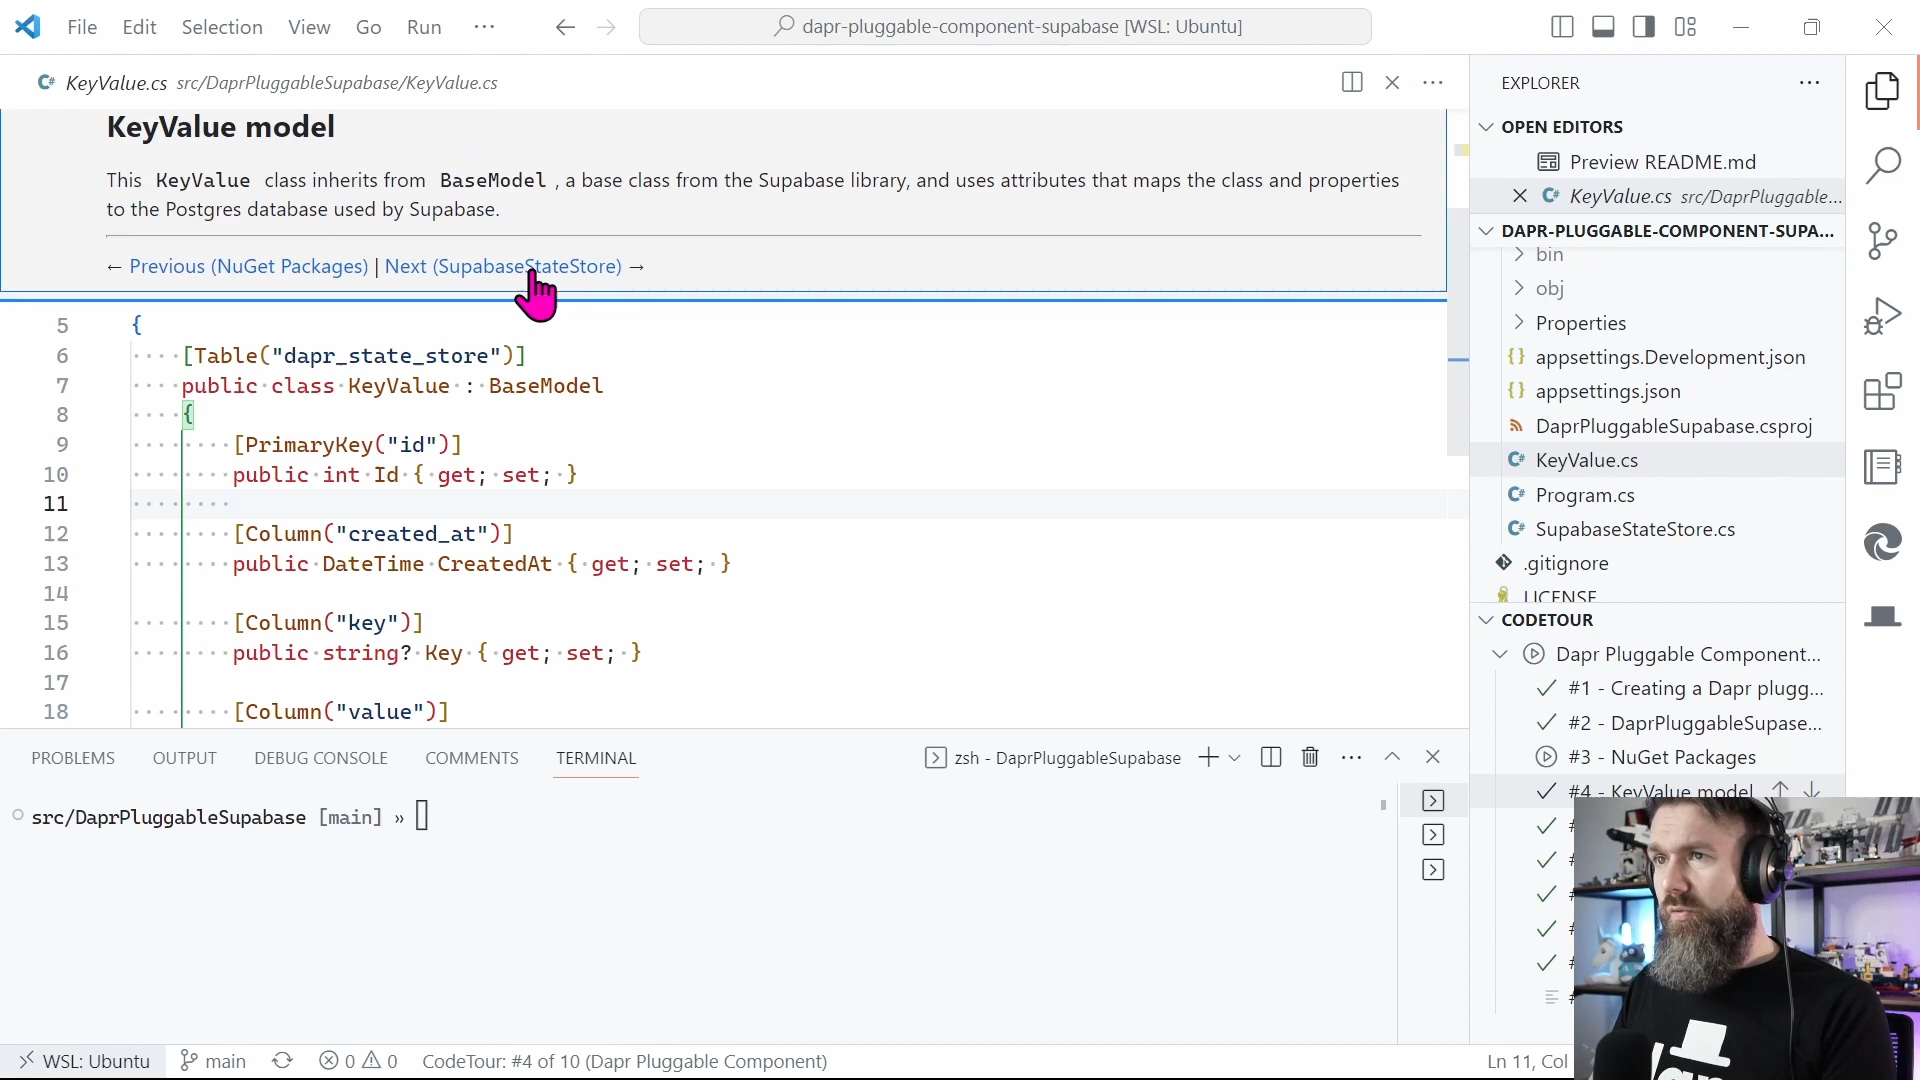 File Edit Selection View Go Run ···
dapr-pluggable-component-supabase [WSL: Ubuntu]
KeyValue.cs src/DaprPluggableSupabase/KeyValue.cs
KeyValue model
This KeyValue class inherits from BaseModel , a base class from the Supabase library, and uses attributes that maps the class and properties
to the Postgres database used by Supabase.
← Previous (NuGet Packages) | Next (SupabaseStateStore) →
5 {
6 ····[Table("dapr_state_store")]
7 ····public·class·KeyValue·:·BaseModel
8 ····{
9 ········[PrimaryKey("id")]
10 ········public·int·Id·{·get;·set;·}
11 ········
12 ········[Column("created_at")]
13 ········public·DateTime·CreatedAt·{·get;·set;·}
14
15 ········[Column("key")]
16 ········public·string?·Key·{·get;·set;·}
17
18 ········[Column("value")]
PROBLEMS OUTPUT DEBUG CONSOLE COMMENTS TERMINAL
zsh - DaprPluggableSupabase
src/DaprPluggableSupabase [main] »
EXPLORER
OPEN EDITORS
Preview README.md
KeyValue.cs src/DaprPluggable...
DAPR-PLUGGABLE-COMPONENT-SUPA...
bin
obj
Properties
appsettings.Development.json
appsettings.json
DaprPluggableSupabase.csproj
KeyValue.cs
Program.cs
SupabaseStateStore.cs
.gitignore
LICENSE
CODETOUR
Dapr Pluggable Component...
#1 - Creating a Dapr plugg...
#2 - DaprPluggableSupase...
#3 - NuGet Packages
#4 - KeyValue model
WSL: Ubuntu main 0 0 CodeTour: #4 of 10 (Dapr Pluggable Component)
Ln 11, Col